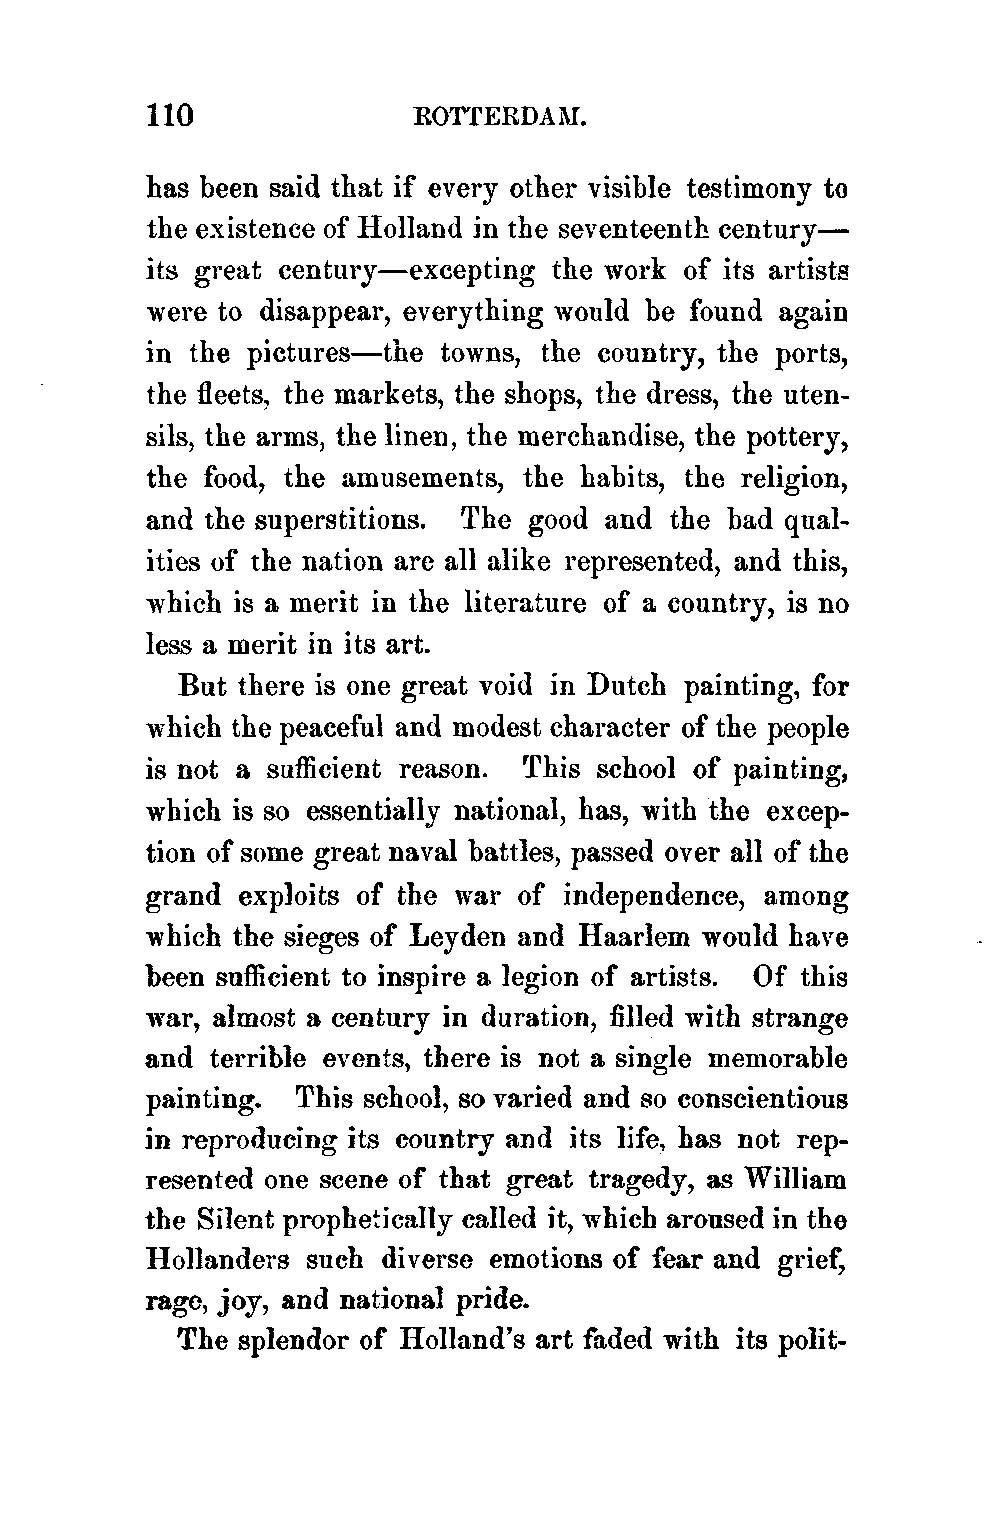 110 ROTTERDAM.
has been said that if every other visible testimony to
the existence of Holland in the seventeenth century—
its great century—excepting the work of its artists
were to disappear, everything would be found again
in the pictures—the towns, the country, the ports,
the fleets, the markets, the shops, the dress, the uten-
sils, the arms, the linen, the merchandise, the pottery,
the food, the amusements, the habits, the religion,
and the superstitions. The good and the bad qual-
ities of the nation are all alike represented, and this,
which is a merit in the literature of a country, is no
less a merit in its art.
But there is one great void in Dutch painting, for
which the peaceful and modest character of the people
is not a sufficient reason. This school of painting,
which is so essentially national, has, with the excep-
tion of some great naval battles, passed over all of the
grand exploits of the war of independence, among
which the sieges of Leyden and Haarlem would have
been sufficient to inspire a legion of artists. Of this
war, almost a century in duration, filled with strange
and terrible events, there is not a single memorable
painting. This school, so varied and so conscientious
in reproducing its country and its life, has not rep-
resented one scene of that great tragedy, as William
the Silent prophetically called it, which aroused in the
Hollanders such diverse emotions of fear and grief,
rage, joy, and national pride.
The splendor of Holland's art faded with its polit-